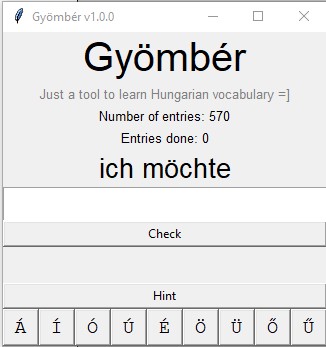 Gyömbér v1.0.0
Gyömbér
Just a tool to learn Hungarian vocabulary =]
Number of entries: 570
Entries done: 0
ich möchte
Check
Hint
Á Í Ó Ú É Ö Ü Ő Ű